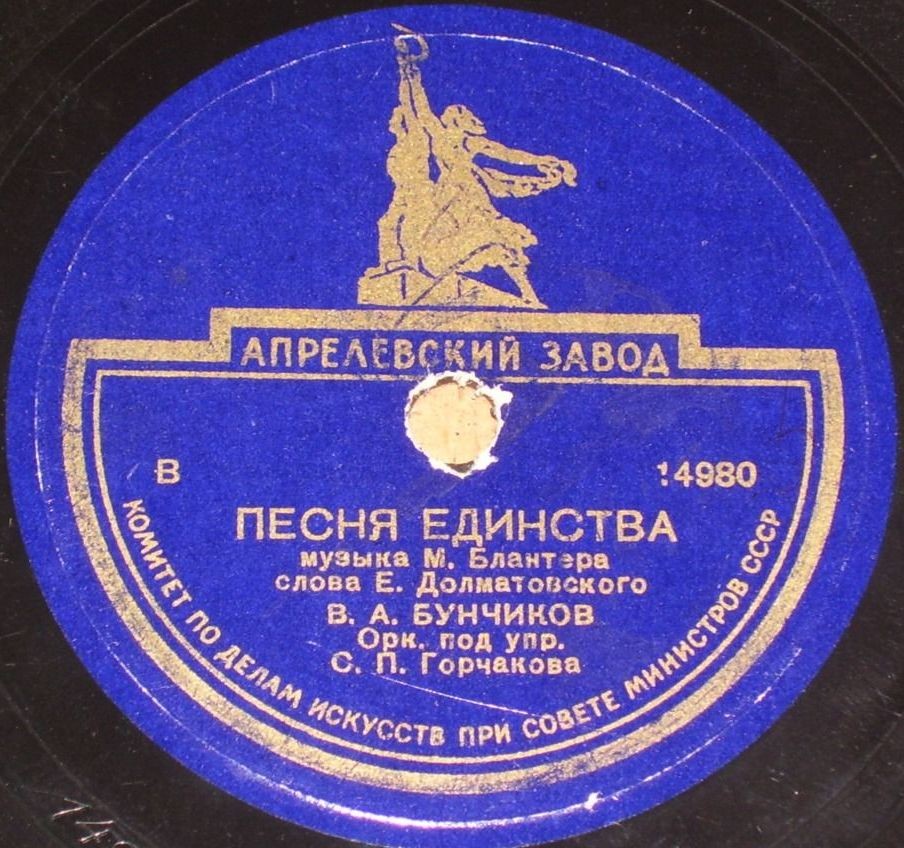 АПРЕЛЕВСКИЙ ЗАВОД
В 14980
ПЕСНЯ ЕДИНСТВА
музыка М. Блантера
слова Е. Долматовского
В. А. БУНЧИКОВ
Орк. под упр.
С. П. Горчакова
КОМИТЕТ ПО ДЕЛАМ ИСКУССТВ ПРИ СОВЕТЕ МИНИСТРОВ СССР